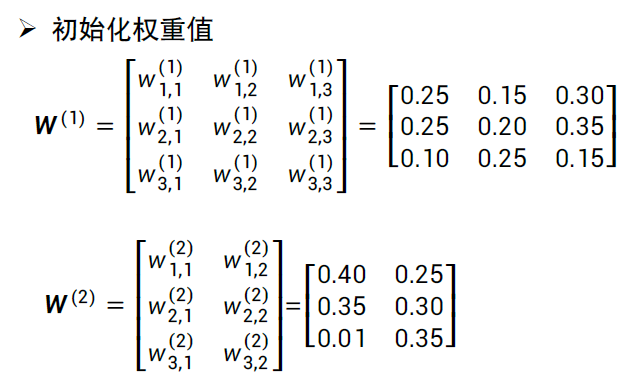 ➢ 初始化权重值
W^{(1)} = \begin{bmatrix} w_{1,1}^{(1)} & w_{1,2}^{(1)} & w_{1,3}^{(1)} \\ w_{2,1}^{(1)} & w_{2,2}^{(1)} & w_{2,3}^{(1)} \\ w_{3,1}^{(1)} & w_{3,2}^{(1)} & w_{3,3}^{(1)} \end{bmatrix} = \begin{bmatrix} 0.25 & 0.15 & 0.30 \\ 0.25 & 0.20 & 0.35 \\ 0.10 & 0.25 & 0.15 \end{bmatrix}
W^{(2)} = \begin{bmatrix} w_{1,1}^{(2)} & w_{1,2}^{(2)} \\ w_{2,1}^{(2)} & w_{2,2}^{(2)} \\ w_{3,1}^{(2)} & w_{3,2}^{(2)} \end{bmatrix} = \begin{bmatrix} 0.40 & 0.25 \\ 0.35 & 0.30 \\ 0.01 & 0.35 \end{bmatrix}